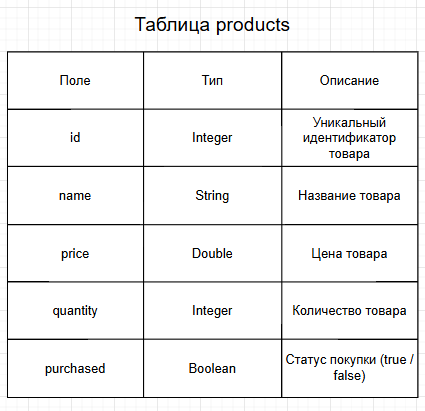 Таблица products
Поле Тип Описание
id Integer Уникальный
идентификатор
товара
name String Название товара
price Double Цена товара
quantity Integer Количество товара
purchased Boolean Статус покупки (true /
false)